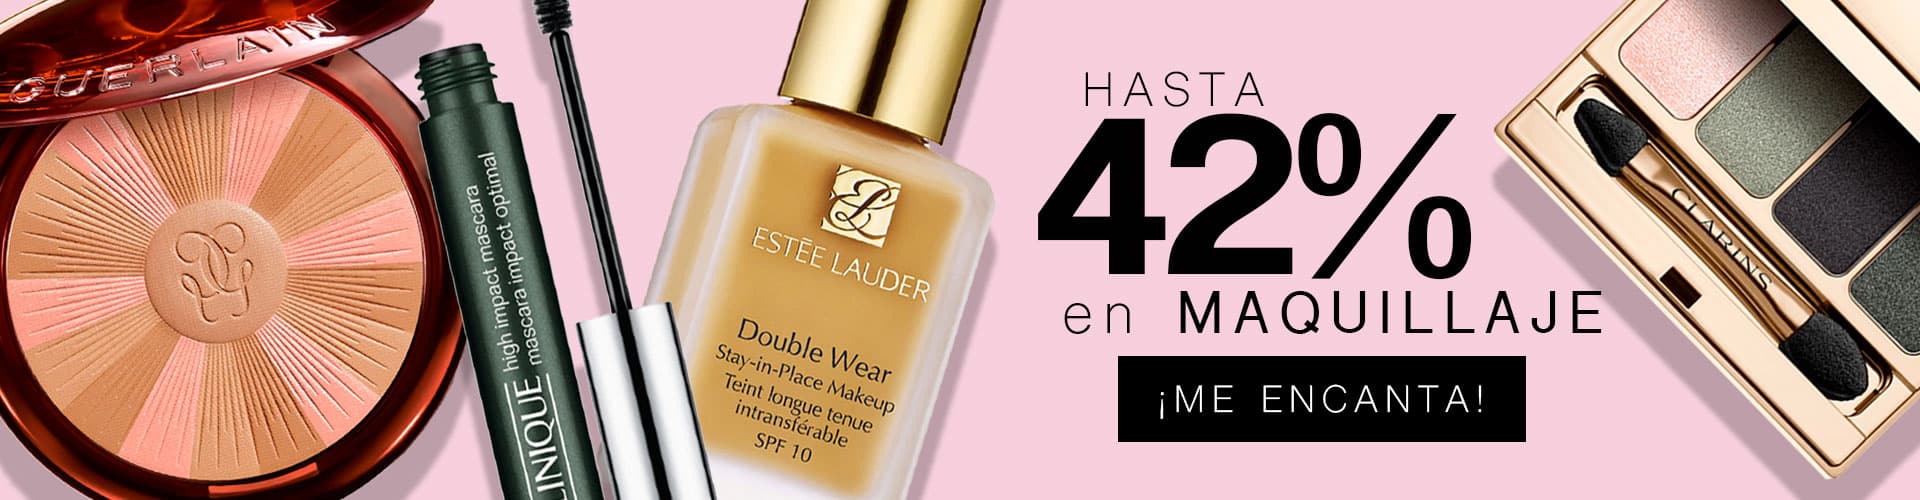 GUERLAIN
CLINIQUE
high impact mascara
mascara impact optimal
ESTĒE LAUDER
Double Wear
Stay-in-Place Makeup
Teint longue tenue
intransférable
SPF 10
HASTA
42%
en MAQUILLAJE
¡ME ENCANTA!
CLARINS